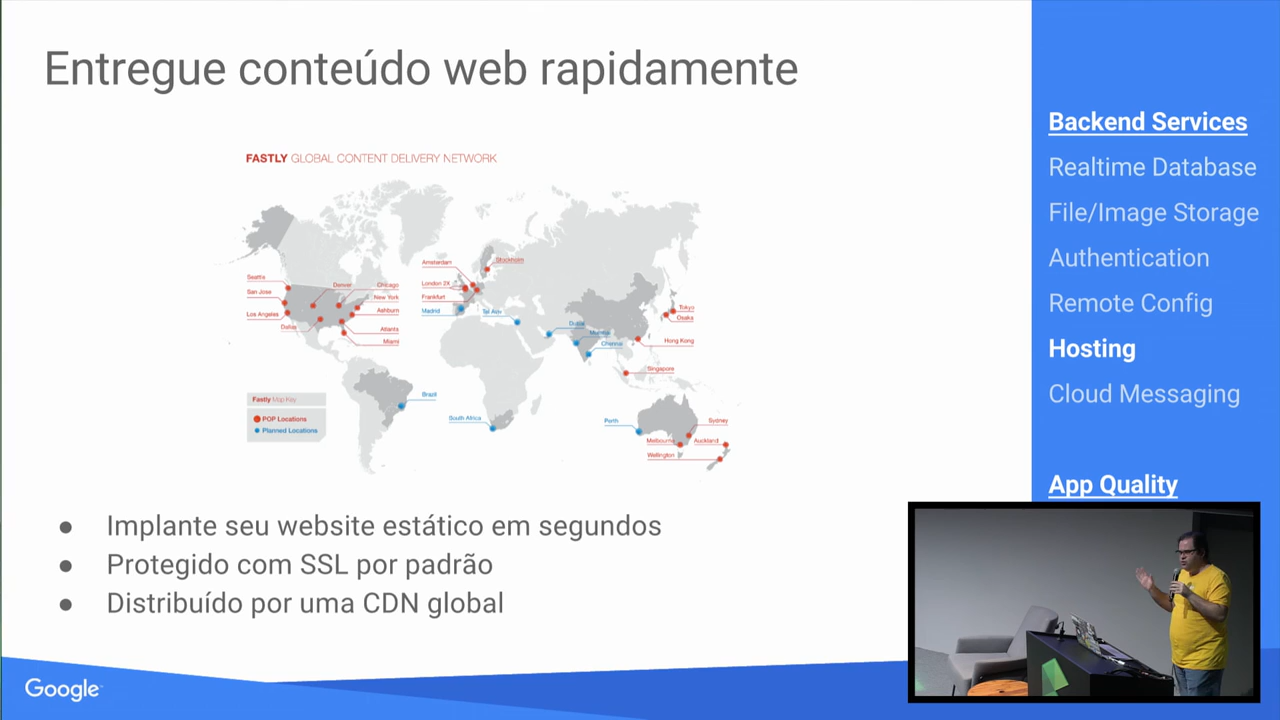 Entregue conteúdo web rapidamente
FASTLY GLOBAL CONTENT DELIVERY NETWORK
Seattle
San Jose
Los Angeles
Denver
Dallas
Chicago
New York
Ashburn
Atlanta
Miami
Amsterdam
London 2X
Frankfurt
Madrid
Stockholm
Tel Aviv
Dubai
Mumbai
Chennai
Tokyo
Osaka
Hong Kong
Singapore
Brazil
South Africa
Perth
Sydney
Melbourne
Auckland
Wellington
Fastly Map Key
POP Locations
Planned Locations
● Implante seu website estático em segundos
● Protegido com SSL por padrão
● Distribuído por uma CDN global
Google
Backend Services
Realtime Database
File/Image Storage
Authentication
Remote Config
Hosting
Cloud Messaging
App Quality